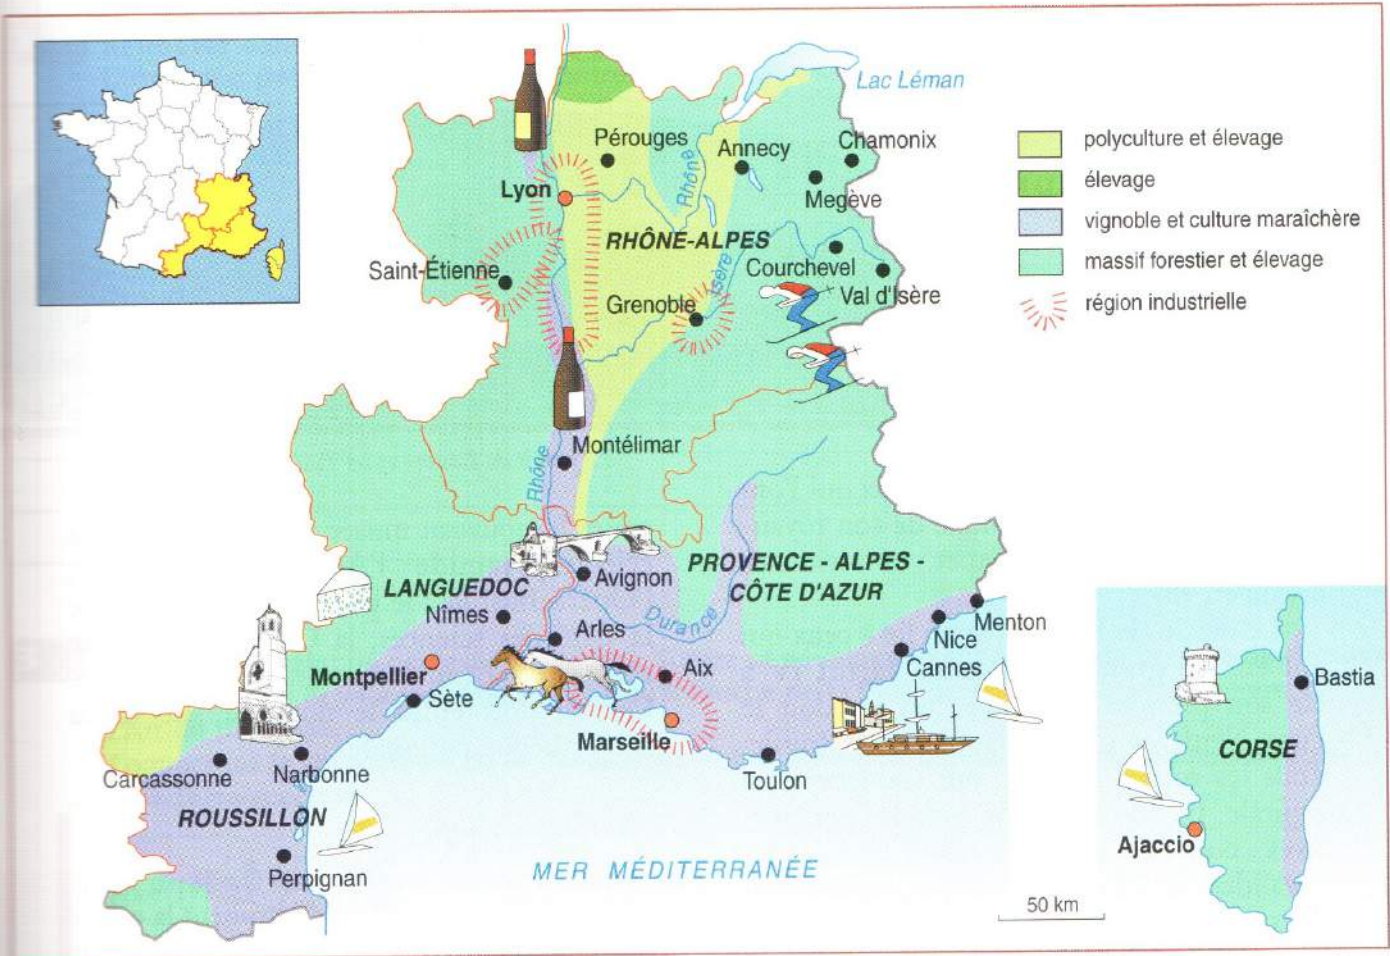 Lac Léman
polyculture et élevage
élevage
vignoble et culture maraîchère
massif forestier et élevage
région industrielle
Pérouges
Annecy
Chamonix
Lyon
Rhône
Megève
RHÔNE-ALPES
Saint-Étienne
Courchevel
Isère
Val d'Isère
Grenoble
Montélimar
Rhône
LANGUEDOC
Avignon
PROVENCE - ALPES -
CÔTE D'AZUR
Nîmes
Arles
Durance
Menton
Nice
Cannes
Montpellier
Sète
Aix
Marseille
Toulon
Carcassonne
Narbonne
ROUSSILLON
Perpignan
MER MÉDITERRANÉE
50 km
Bastia
CORSE
Ajaccio